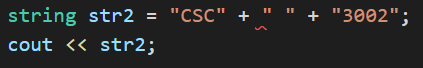 string str2 = "CSC" + " " + "3002";
cout << str2;